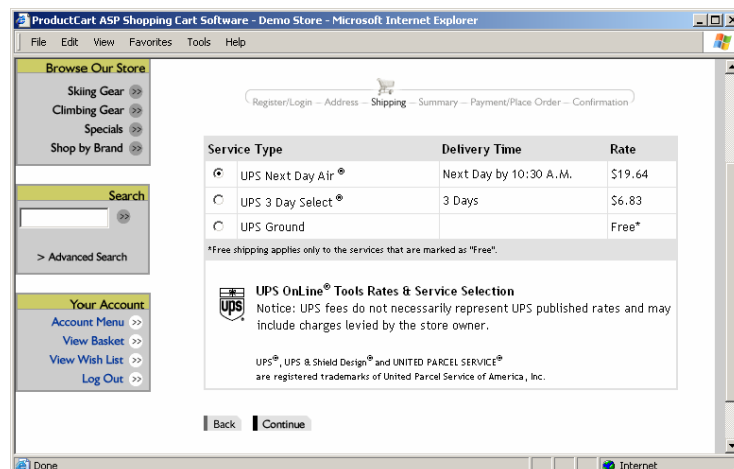 ProductCart ASP Shopping Cart Software - Demo Store - Microsoft Internet Explorer
File Edit View Favorites Tools Help
Browse Our Store
Skiing Gear >>
Climbing Gear >>
Specials >>
Shop by Brand >>
Search
>>
> Advanced Search
Your Account
Account Menu >>
View Basket >>
View Wish List >>
Log Out >>
Register/Login – Address – Shipping – Summary – Payment/Place Order – Confirmation
Service Type Delivery Time Rate
UPS Next Day Air ® Next Day by 10:30 A.M. $19.64
UPS 3 Day Select ® 3 Days $6.83
UPS Ground Free*
*Free shipping applies only to the services that are marked as "Free".
ups
UPS OnLine® Tools Rates & Service Selection
Notice: UPS fees do not necessarily represent UPS published rates and may
include charges levied by the store owner.
UPS®, UPS & Shield Design® and UNITED PARCEL SERVICE®
are registered trademarks of United Parcel Service of America, Inc.
Back Continue
Done Internet